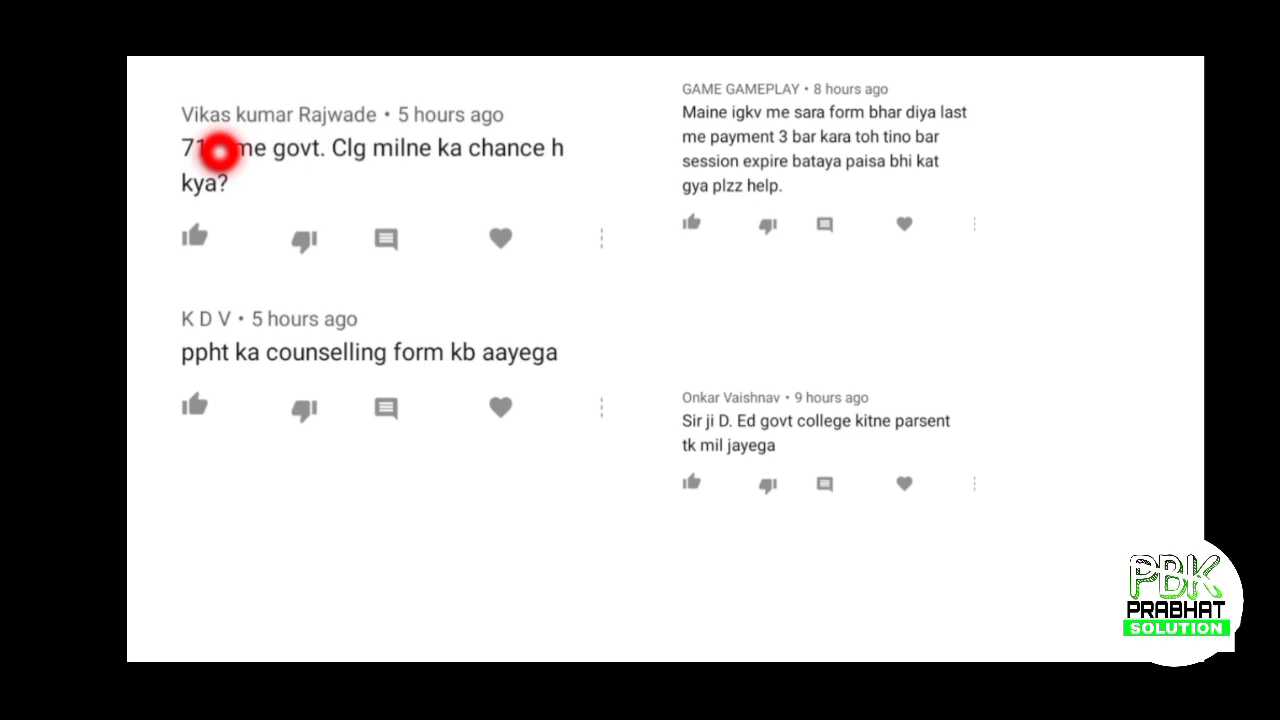 Vikas kumar Rajwade • 5 hours ago
me govt. Clg milne ka chance h
kya?
K D V • 5 hours ago
ppht ka counselling form kb aayega
GAME GAMEPLAY • 8 hours ago
Maine igkv me sara form bhar diya last
me payment 3 bar kara toh tino bar
session expire bataya paisa bhi kat
gya plzz help.
Onkar Vaishnav • 9 hours ago
Sir ji D. Ed govt college kitne parsent
tk mil jayega
PBK
PRABHAT
SOLUTION